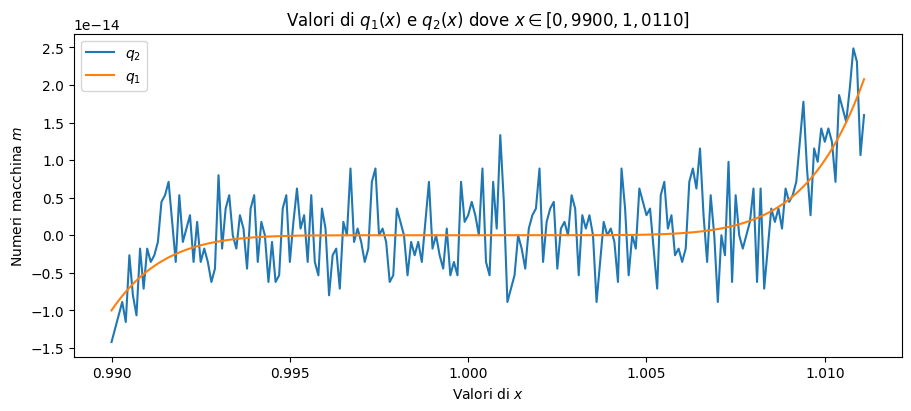 Valori di q₁(x) e q₂(x) dove x ∈ [0, 9900, 1, 0110]
1e−14
q₂
q₁
2.5
2.0
1.5
1.0
0.5
0.0
−0.5
−1.0
−1.5
Numeri macchina m
0.990
0.995
1.000
1.005
1.010
Valori di x